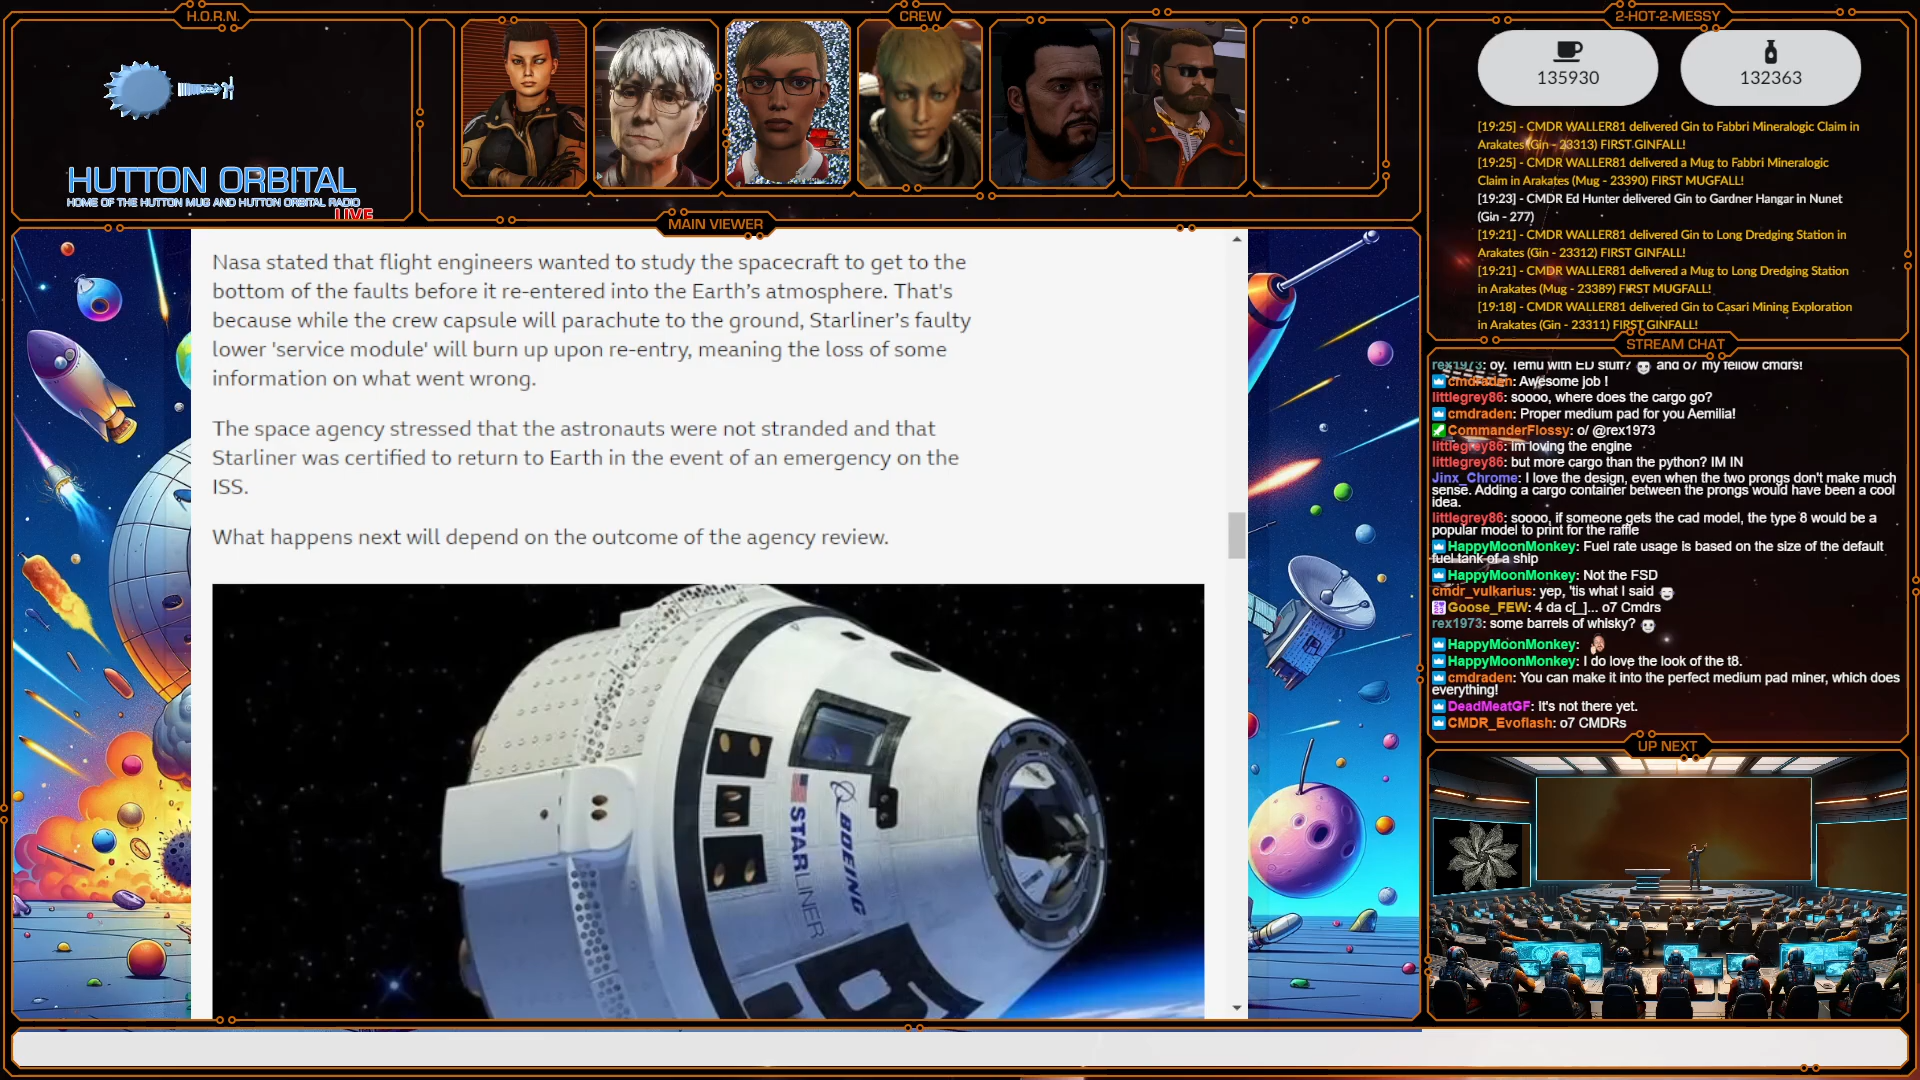 H.O.R.N.
CREW
2-HOT-2-MESSY
HUTTON ORBITAL
HOME OF THE HUTTON MUG AND HUTTON ORBITAL RADIO
LIVE
135930
132363
[19:25] - CMDR WALLER81 delivered Gin to Fabbri Mineralogic Claim in
Arakates (Gin - 23313) FIRST GINFALL!
[19:25] - CMDR WALLER81 delivered a Mug to Fabbri Mineralogic
Claim in Arakates (Mug - 23390) FIRST MUGFALL!
[19:23] - CMDR Ed Hunter delivered Gin to Gardner Hangar in Nunet
(Gin - 277)
[19:21] - CMDR WALLER81 delivered Gin to Long Dredging Station in
Arakates (Gin - 23312) FIRST GINFALL!
[19:21] - CMDR WALLER81 delivered a Mug to Long Dredging Station
in Arakates (Mug - 23389) FIRST MUGFALL!
[19:18] - CMDR WALLER81 delivered Gin to Casari Mining Exploration
in Arakates (Gin - 23311) FIRST GINFALL!
MAIN VIEWER
Nasa stated that flight engineers wanted to study the spacecraft to get to the
bottom of the faults before it re-entered into the Earth’s atmosphere. That's
because while the crew capsule will parachute to the ground, Starliner’s faulty
lower 'service module' will burn up upon re-entry, meaning the loss of some
information on what went wrong.
The space agency stressed that the astronauts were not stranded and that
Starliner was certified to return to Earth in the event of an emergency on the
ISS.
What happens next will depend on the outcome of the agency review.
STARLINER
BOEING
STREAM CHAT
rex1973: oy. Temu with ED stuff? and o7 my fellow cmdrs!
cmdraden: Awesome job !
littlegrey86: soooo, where does the cargo go?
cmdraden: Proper medium pad for you Aemilia!
CommanderFlossy: o/ @rex1973
littlegrey86: im loving the engine
littlegrey86: but more cargo than the python? IM IN
Jinx_Chrome: I love the design, even when the two prongs don't make much
sense. Adding a cargo container between the prongs would have been a cool
idea.
littlegrey86: soooo, if someone gets the cad model, the type 8 would be a
popular model to print for the raffle
HappyMoonMonkey: Fuel rate usage is based on the size of the default
fuel tank of a ship
HappyMoonMonkey: Not the FSD
cmdr_vulkarius: yep, 'tis what I said
Goose_FEW: 4 da c[_]... o7 Cmdrs
rex1973: some barrels of whisky?
HappyMoonMonkey:
HappyMoonMonkey: I do love the look of the t8.
cmdraden: You can make it into the perfect medium pad miner, which does
everything!
DeadMeatGF: It's not there yet.
CMDR_Evoflash: o7 CMDRs
UP NEXT